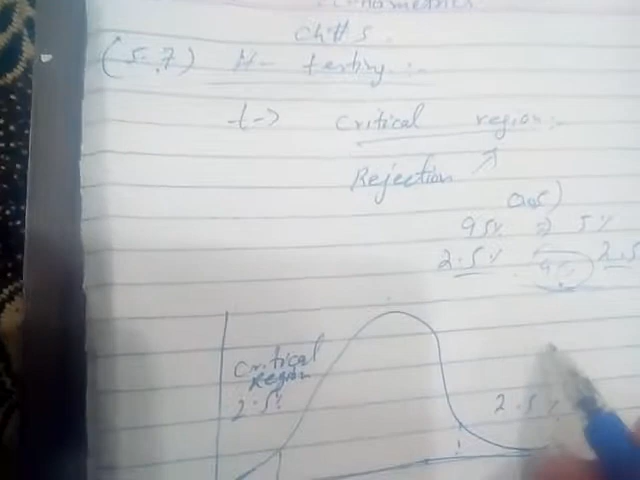 Econometrics
Ch# 5.
(5.7) H- testing :-
t -> Critical region :-
Rejection
95% 5%
2.5% 95 2.5
Critical
Region
2.5%
2.5%